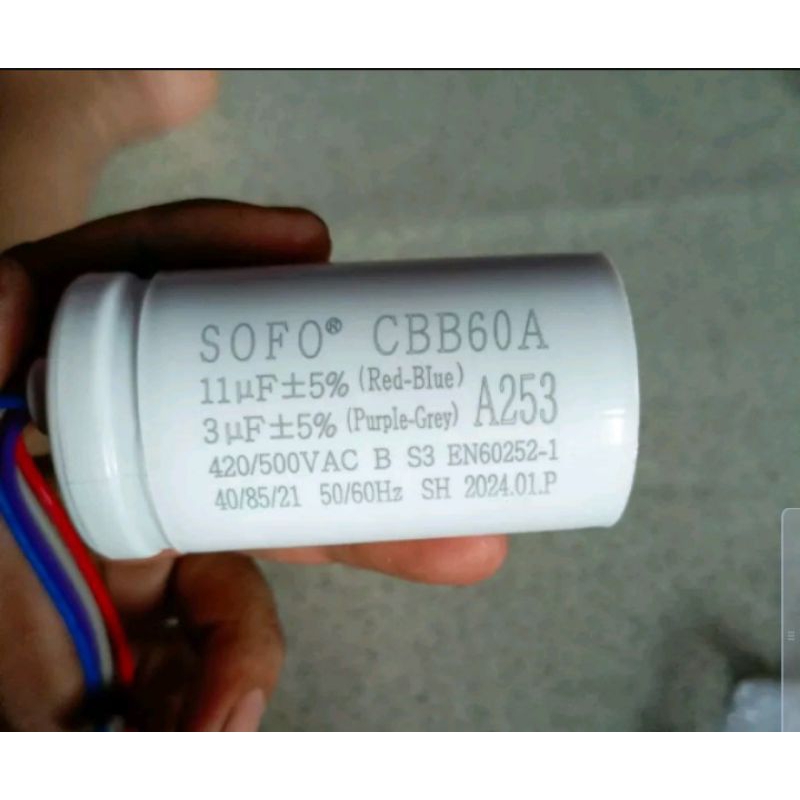 SOFO® CBB60A
11μF±5% (Red-Blue)
3μF±5% (Purple-Grey) A253
420/500VAC B S3 EN60252-1
40/85/21 50/60Hz SH 2024.01.P